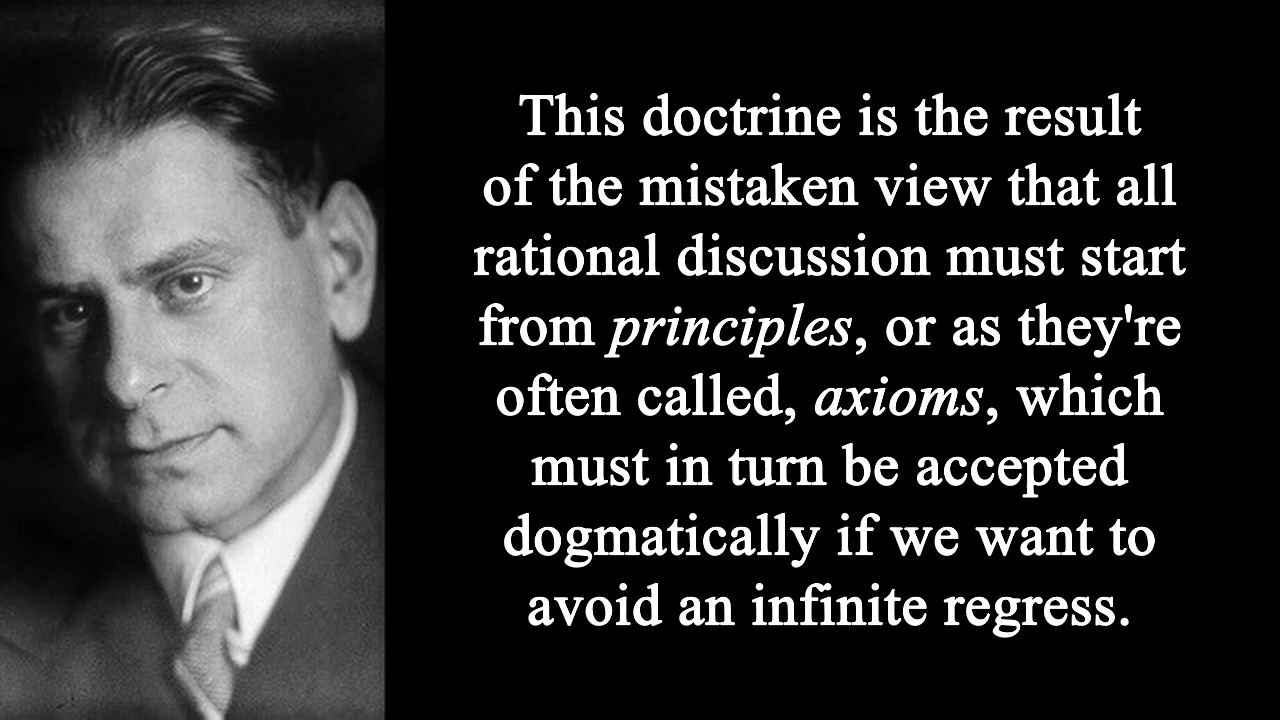 This doctrine is the result
of the mistaken view that all
rational discussion must start
from principles, or as they're
often called, axioms, which
must in turn be accepted
dogmatically if we want to
avoid an infinite regress.